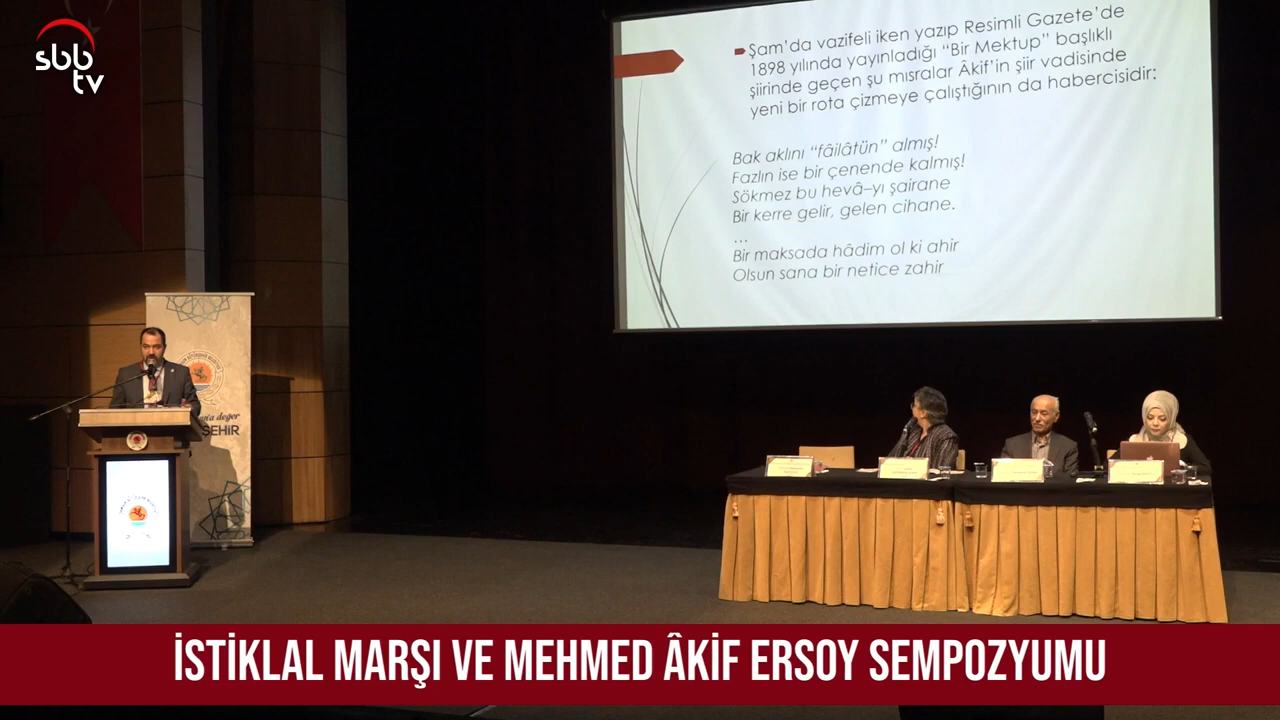 sbb
tv
Şam'da vazifeli iken yazıp Resimli Gazete'de
1898 yılında yayınladığı "Bir Mektup" başlıklı
şiirinde geçen şu mısralar Âkif'in şiir vadisinde
yeni bir rota çizmeye çalıştığının da habercisidir:
Bak aklını "fâilâtün" almış!
Fazlın ise bir çenende kalmış!
Sökmez bu hevâ-yı şairane
Bir kerre gelir, gelen cihane.
...
Bir maksada hâdim ol ki ahir
Olsun sana bir netice zahir
değer
ŞEHİR
İSTİKLAL MARŞI VE MEHMED ÂKİF ERSOY SEMPOZYUMU